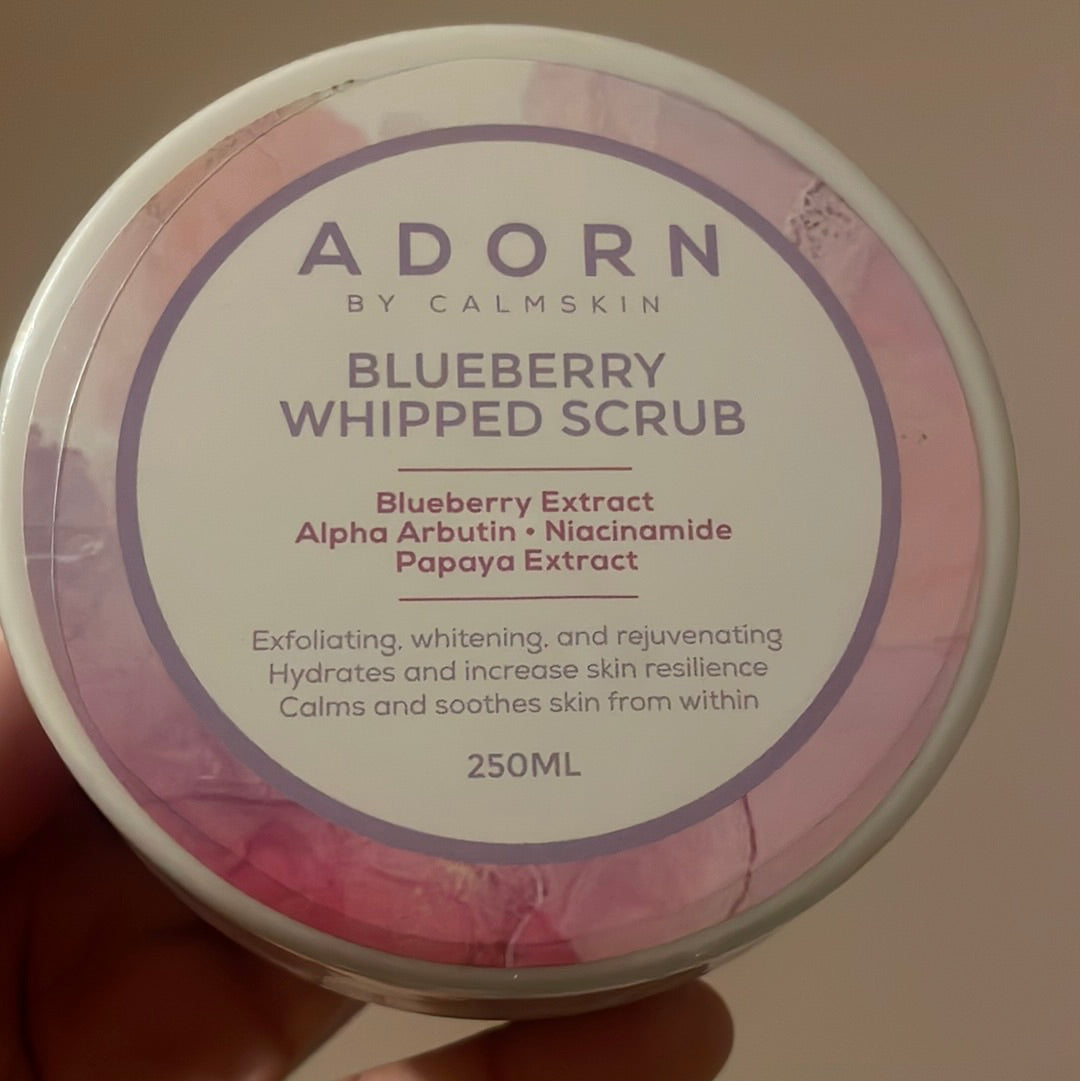 ADORN
BY CALMSKIN
BLUEBERRY
WHIPPED SCRUB
Blueberry Extract
Alpha Arbutin • Niacinamide
Papaya Extract
Exfoliating, whitening, and rejuvenating
Hydrates and increase skin resilience
Calms and soothes skin from within
250ML